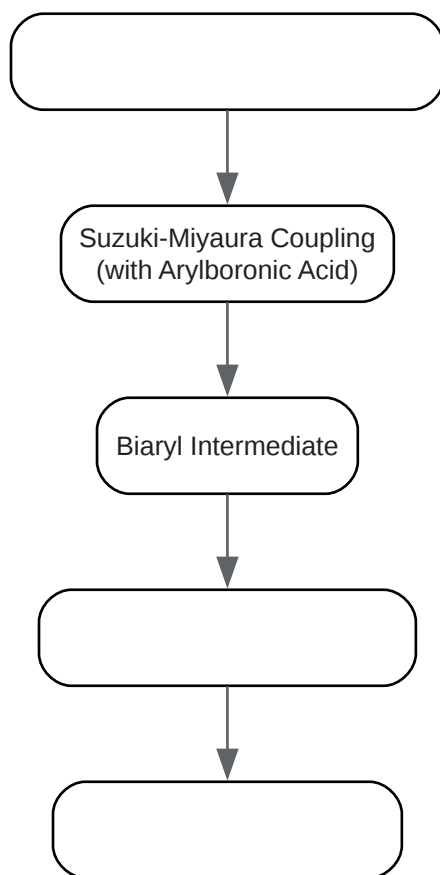 Suzuki-Miyaura Coupling
(with Arylboronic Acid)
Biaryl Intermediate